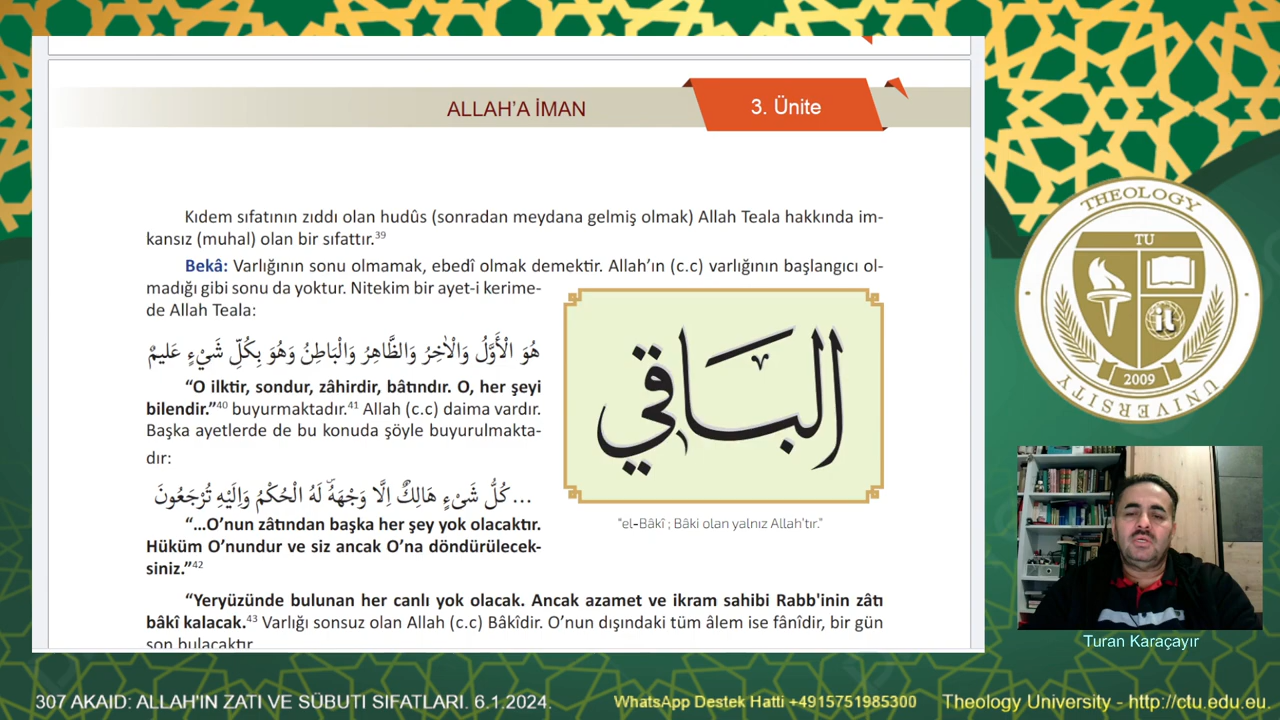 ALLAH'A İMAN
3. Ünite
Kıdem sıfatının zıddı olan hudûs (sonradan meydana gelmiş olmak) Allah Teala hakkında im-
kansız (muhal) olan bir sıfattır.39
Bekâ: Varlığının sonu olmamak, ebedî olmak demektir. Allah'ın (c.c) varlığının başlangıcı ol-
madığı gibi sonu da yoktur. Nitekim bir ayet-i kerime-
de Allah Teala:
هُوَ الْاَوَّلُ وَالْاٰخِرُ وَالظَّاهِرُ وَالْبَاطِنُ وَهُوَ بِكُلِّ شَيْءٍ عَلٖيمٌ
"O ilktir, sondur, zâhirdir, bâtındır. O, her şeyi
bilendir."40 buyurmaktadır.41 Allah (c.c) daima vardır.
Başka ayetlerde de bu konuda şöyle buyurulmakta-
dır:
...كُلُّ شَيْءٍ هَالِكٌ اِلَّا وَجْهَهُۜ لَهُ الْحُكْمُ وَاِلَيْهِ تُرْجَعُونَ
"...O'nun zâtından başka her şey yok olacaktır.
Hüküm O'nundur ve siz ancak O'na döndürülecek-
siniz."42
الباقي
"el-Bâkî ; Bâki olan yalnız Allah'tır."
"Yeryüzünde bulunan her canlı yok olacak. Ancak azamet ve ikram sahibi Rabb'inin zâtı
bâkî kalacak.43 Varlığı sonsuz olan Allah (c.c) Bâkîdir. O'nun dışındaki tüm âlem ise fânîdir, bir gün
son bulacaktır.
THEOLOGY
TU
2009
UNIVERSITY
Turan Karaçayır
307 AKAID: ALLAH'IN ZATI VE SÜBUTI SIFATLARI. 6.1.2024.
WhatsApp Destek Hatti +4915751985300
Theology University - http://ctu.edu.eu.